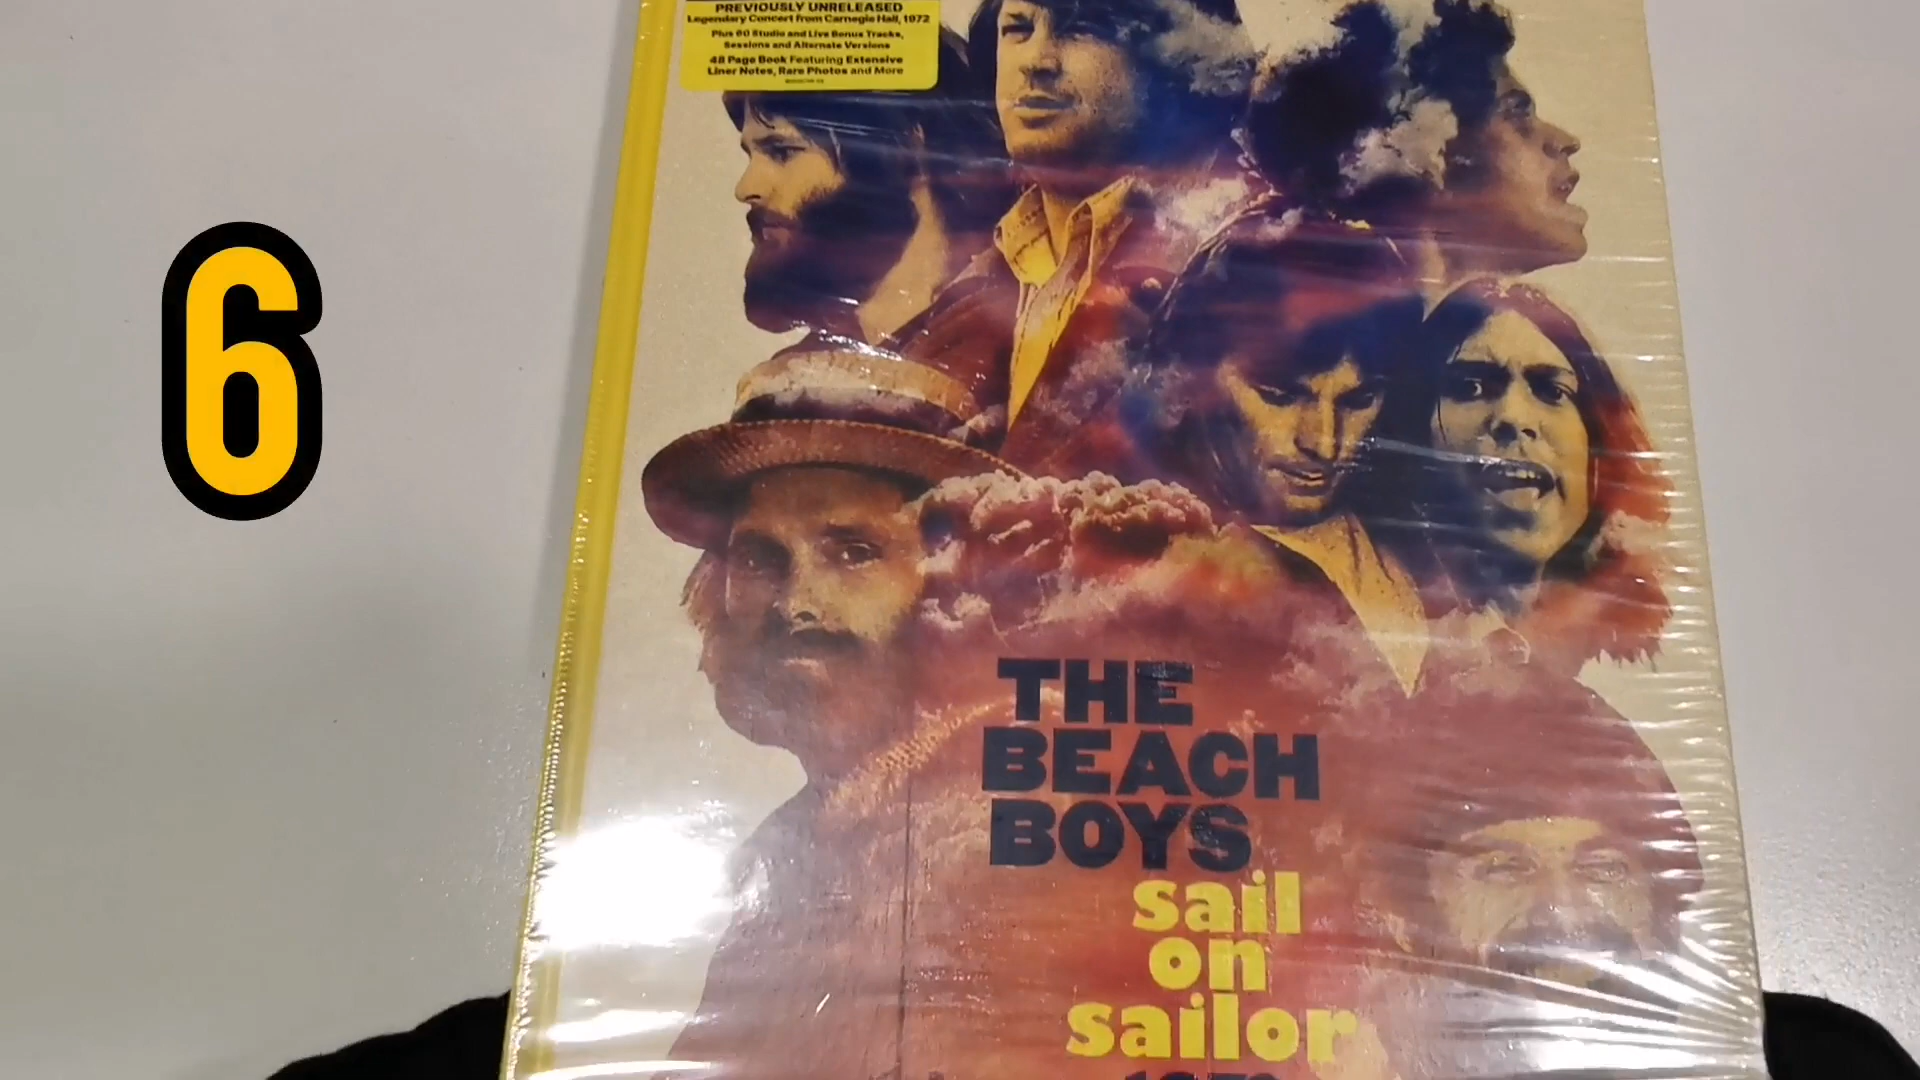 PREVIOUSLY UNRELEASED
Legendary Concert from Carnegie Hall, 1972
Plus 80 Studio and Live Bonus Tracks,
Sessions and Alternate Versions
48 Page Book Featuring Extensive
Liner Notes, Rare Photos and More
6
THE
BEACH
BOYS
sail
on
sailor